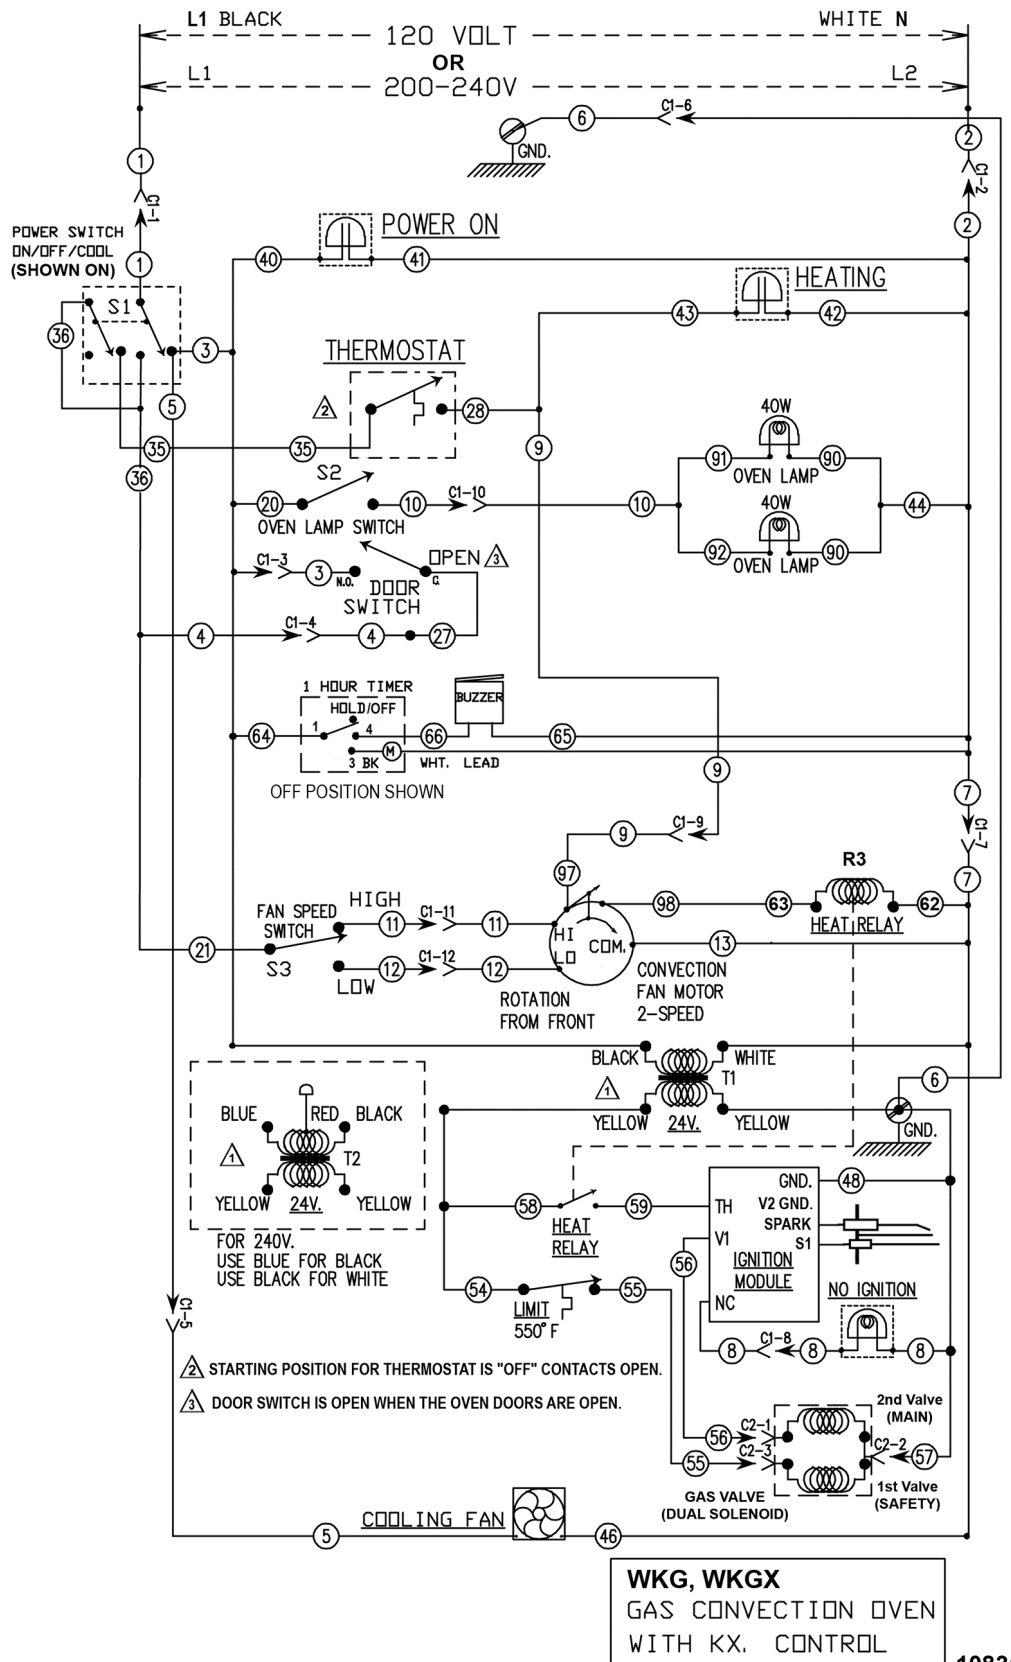 L1 BLACK
WHITE N
120 VOLT
OR
L1
L2
200-240V
C1-6
6
GND.
1
2
C1-1
C1-2
2
POWER SWITCH
ON/OFF/COOL
(SHOWN ON)
1
POWER ON
40
41
HEATING
S1
43
42
36
3
THERMOSTAT
5
2
28
40W
9
35
35
91
90
OVEN LAMP
36
S2
C1-10
40W
20
10
10
44
OVEN LAMP SWITCH
92
90
OVEN LAMP
C1-3
OPEN
3
3
N.O.
C.
DOOR
SWITCH
C1-4
4
4
27
1 HOUR TIMER
HOLD/OFF
BUZZER
64
1
4
66
65
3 BK
M
WHT. LEAD
9
OFF POSITION SHOWN
7
C1-7
C1-9
9
R3
97
7
HIGH
FAN SPEED
SWITCH
C1-11
11
11
98
63
62
HEAT RELAY
HI
LO
COM.
13
21
S3
C1-12
12
12
LOW
CONVECTION
FAN MOTOR
2-SPEED
ROTATION
FROM FRONT
BLACK
WHITE
1
T1
6
YELLOW
24V.
YELLOW
GND.
BLUE
RED
BLACK
1
T2
YELLOW
24V.
YELLOW
FOR 240V.
USE BLUE FOR BLACK
USE BLACK FOR WHITE
58
59
HEAT
RELAY
TH
GND.
48
V2 GND.
SPARK
V1
S1
IGNITION
MODULE
NC
56
54
55
LIMIT
550° F
NO IGNITION
C1-5
8
C1-8
8
8
2 STARTING POSITION FOR THERMOSTAT IS "OFF" CONTACTS OPEN.
3 DOOR SWITCH IS OPEN WHEN THE OVEN DOORS ARE OPEN.
2nd Valve
(MAIN)
56
C2-1
C2-3
C2-2
57
55
1st Valve
(SAFETY)
GAS VALVE
(DUAL SOLENOID)
COOLING FAN
5
46
WKG, WKGX
GAS CONVECTION OVEN
WITH KX. CONTROL